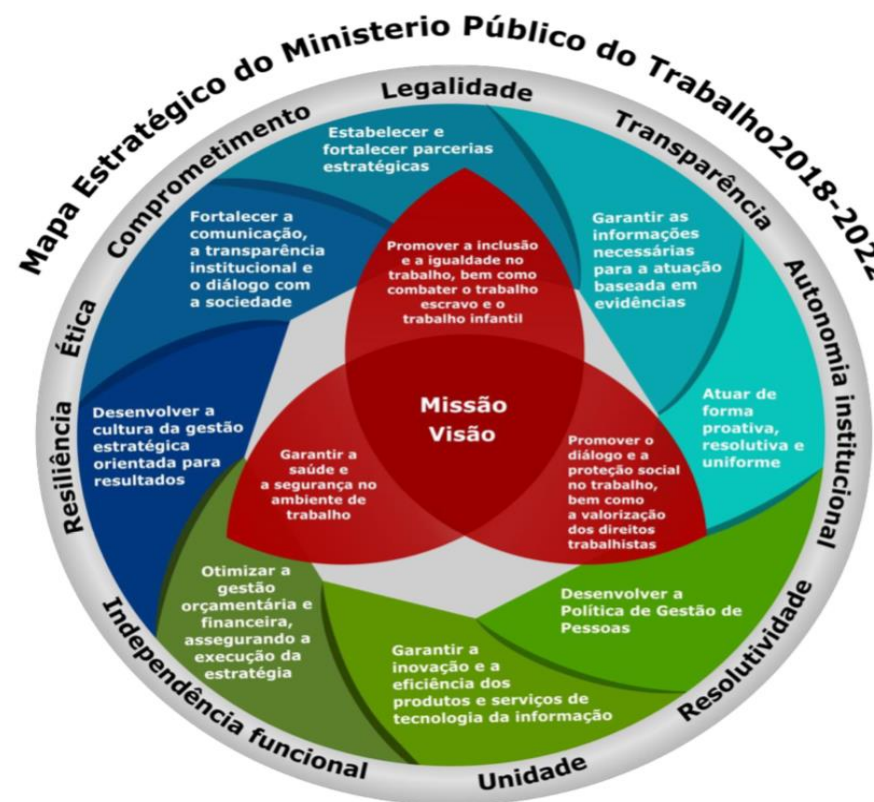 Mapa Estratégico do Ministerio Público do Trabalho2018-2022
Legalidade
Transparência
Autonomia institucional
Resolutividade
Unidade
Independência funcional
Resiliência
Ética
Comprometimento
Estabelecer e
fortalecer parcerias
estratégicas
Garantir as
informações
necessárias
para a atuação
baseada em
evidências
Atuar de
forma
proativa,
resolutiva e
uniforme
Desenvolver a
Política de Gestão de
Pessoas
Garantir a
inovação e a
eficiência dos
produtos e serviços de
tecnologia da informação
Otimizar a
gestão
orçamentária e
financeira,
assegurando a
execução da
estratégia
Desenvolver a
cultura da gestão
estratégica
orientada para
resultados
Fortalecer a
comunicação,
a transparência
institucional e
o diálogo com
a sociedade
Promover a inclusão
e a igualdade no
trabalho, bem como
combater o trabalho
escravo e o
trabalho infantil
Missão
Visão
Garantir a
saúde e
a segurança no
ambiente de
trabalho
Promover o
diálogo e a
proteção social
no trabalho,
bem como
a valorização
dos direitos
trabalhistas